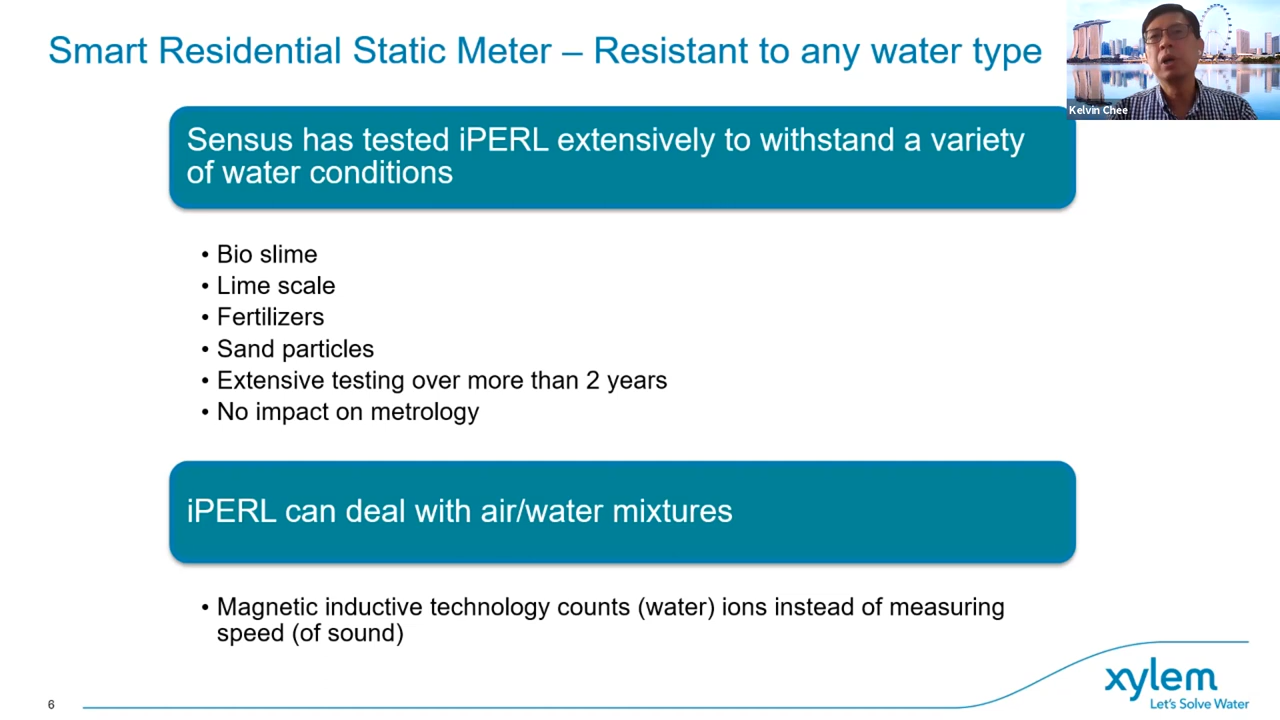 Smart Residential Static Meter – Resistant to any water type
Kelvin Chee
Sensus has tested iPERL extensively to withstand a variety
of water conditions
• Bio slime
• Lime scale
• Fertilizers
• Sand particles
• Extensive testing over more than 2 years
• No impact on metrology
iPERL can deal with air/water mixtures
• Magnetic inductive technology counts (water) ions instead of measuring
speed (of sound)
xylem
Let's Solve Water
6